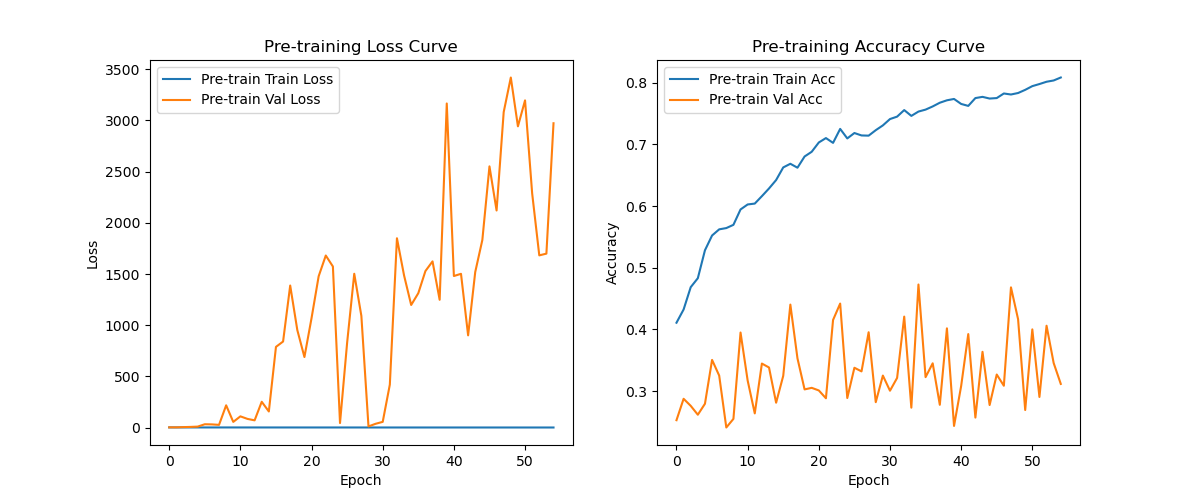 Pre-training Loss Curve
Pre-train Train Loss
Pre-train Val Loss
3500
3000
2500
2000
1500
1000
500
0
Loss
0 10 20 30 40 50
Epoch
Pre-training Accuracy Curve
Pre-train Train Acc
Pre-train Val Acc
0.8
0.7
0.6
0.5
0.4
0.3
Accuracy
0 10 20 30 40 50
Epoch